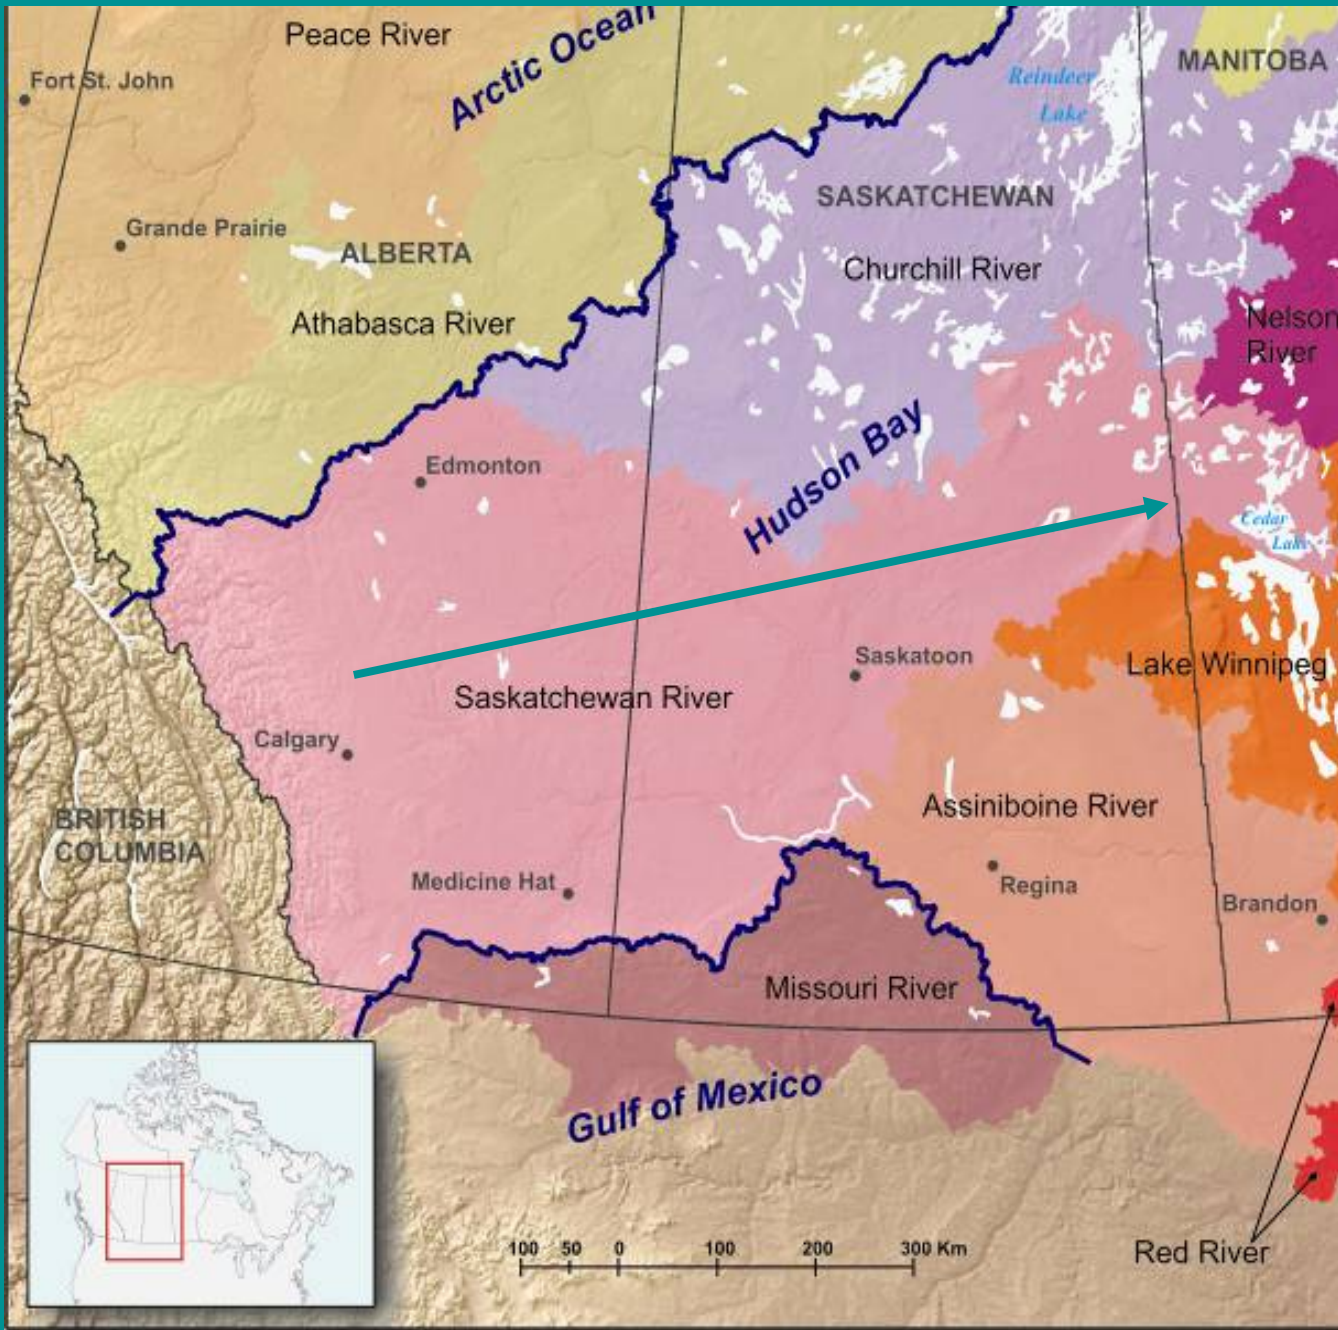 Peace River
Arctic Ocean
MANITOBA
Fort St. John
Reindeer
Lake
SASKATCHEWAN
Grande Prairie
ALBERTA
Churchill River
Athabasca River
Nelson
River
Hudson Bay
Edmonton
Cedar
Lake
Saskatoon
Lake Winnipeg
Saskatchewan River
Calgary
BRITISH
COLUMBIA
Assiniboine River
Medicine Hat
Regina
Brandon
Missouri River
Gulf of Mexico
100 50 0 100 200 300 Km
Red River